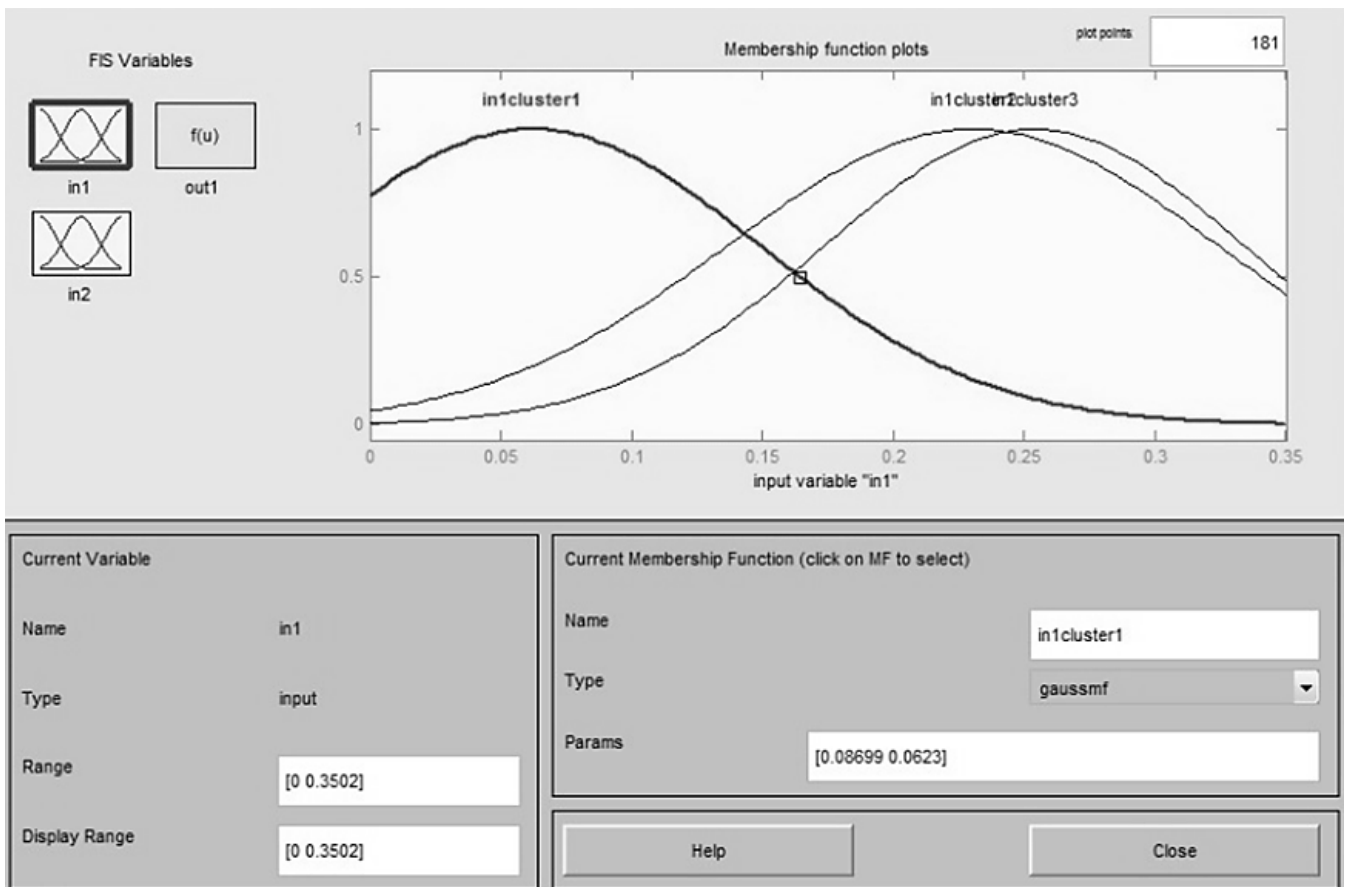 plot points:
181
FIS Variables
Membership function plots
f(u)
in1
out1
in2
in1cluster1
in1cluster2
in1cluster3
1
0.5
0
0
0.05
0.1
0.15
0.2
0.25
0.3
0.35
input variable "in1"
Current Variable
Name
in1
Type
input
Range
[0 0.3502]
Display Range
[0 0.3502]
Current Membership Function (click on MF to select)
Name
in1cluster1
Type
gaussmf
Params
[0.08699 0.0623]
Help
Close